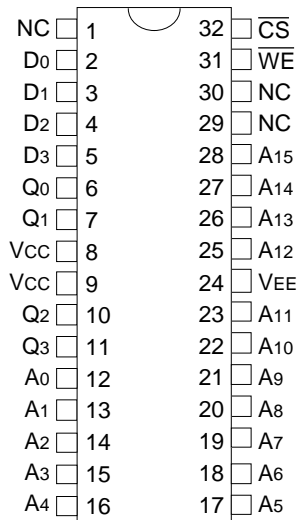 NC 1 32 C̅S̅
D0 2 31 W̅E̅
D1 3 30 NC
D2 4 29 NC
D3 5 28 A15
Q0 6 27 A14
Q1 7 26 A13
VCC 8 25 A12
VCC 9 24 VEE
Q2 10 23 A11
Q3 11 22 A10
A0 12 21 A9
A1 13 20 A8
A2 14 19 A7
A3 15 18 A6
A4 16 17 A5